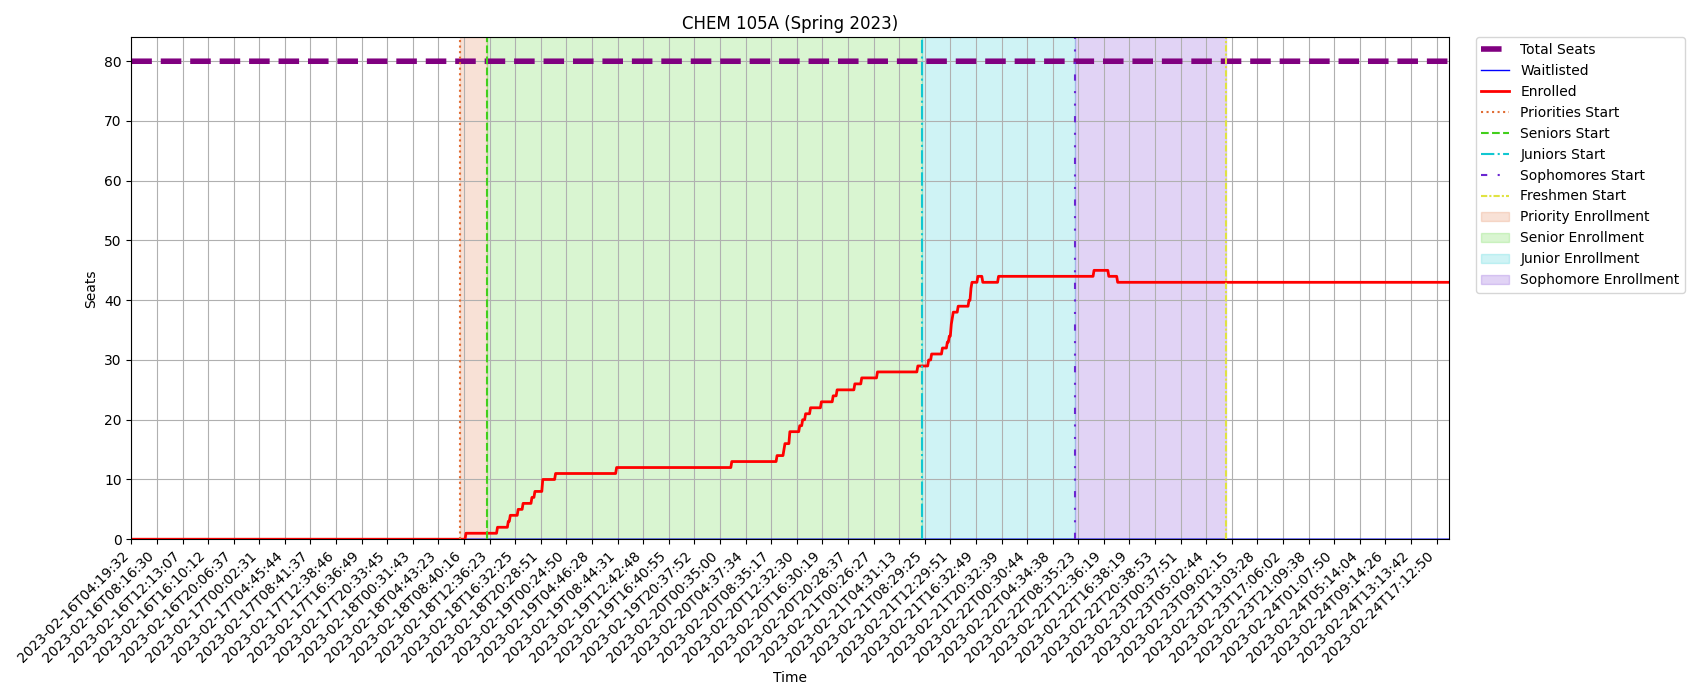 CHEM 105A (Spring 2023)
Seats
80
70
60
50
40
30
20
10
0
2023-02-16T04:19:32
2023-02-16T08:16:30
2023-02-16T12:13:07
2023-02-16T16:10:12
2023-02-16T20:06:37
2023-02-17T00:02:31
2023-02-17T04:45:44
2023-02-17T08:41:37
2023-02-17T12:38:46
2023-02-17T16:36:49
2023-02-17T20:33:45
2023-02-18T00:31:43
2023-02-18T04:43:23
2023-02-18T08:40:16
2023-02-18T12:36:23
2023-02-18T16:32:25
2023-02-18T20:28:51
2023-02-19T00:24:50
2023-02-19T04:46:28
2023-02-19T08:44:31
2023-02-19T12:42:48
2023-02-19T16:40:55
2023-02-19T20:37:52
2023-02-20T00:35:00
2023-02-20T04:37:34
2023-02-20T08:35:17
2023-02-20T12:32:30
2023-02-20T16:30:19
2023-02-20T20:28:37
2023-02-21T00:26:27
2023-02-21T04:31:13
2023-02-21T08:29:25
2023-02-21T12:29:51
2023-02-21T16:32:49
2023-02-21T20:32:39
2023-02-22T00:30:44
2023-02-22T04:34:38
2023-02-22T08:35:23
2023-02-22T12:36:19
2023-02-22T16:38:19
2023-02-22T20:38:53
2023-02-23T00:37:51
2023-02-23T05:02:44
2023-02-23T09:02:15
2023-02-23T13:03:28
2023-02-23T17:06:02
2023-02-23T21:09:38
2023-02-24T01:07:50
2023-02-24T05:14:04
2023-02-24T09:14:26
2023-02-24T13:13:42
2023-02-24T17:12:50
Time
Total Seats
Waitlisted
Enrolled
Priorities Start
Seniors Start
Juniors Start
Sophomores Start
Freshmen Start
Priority Enrollment
Senior Enrollment
Junior Enrollment
Sophomore Enrollment